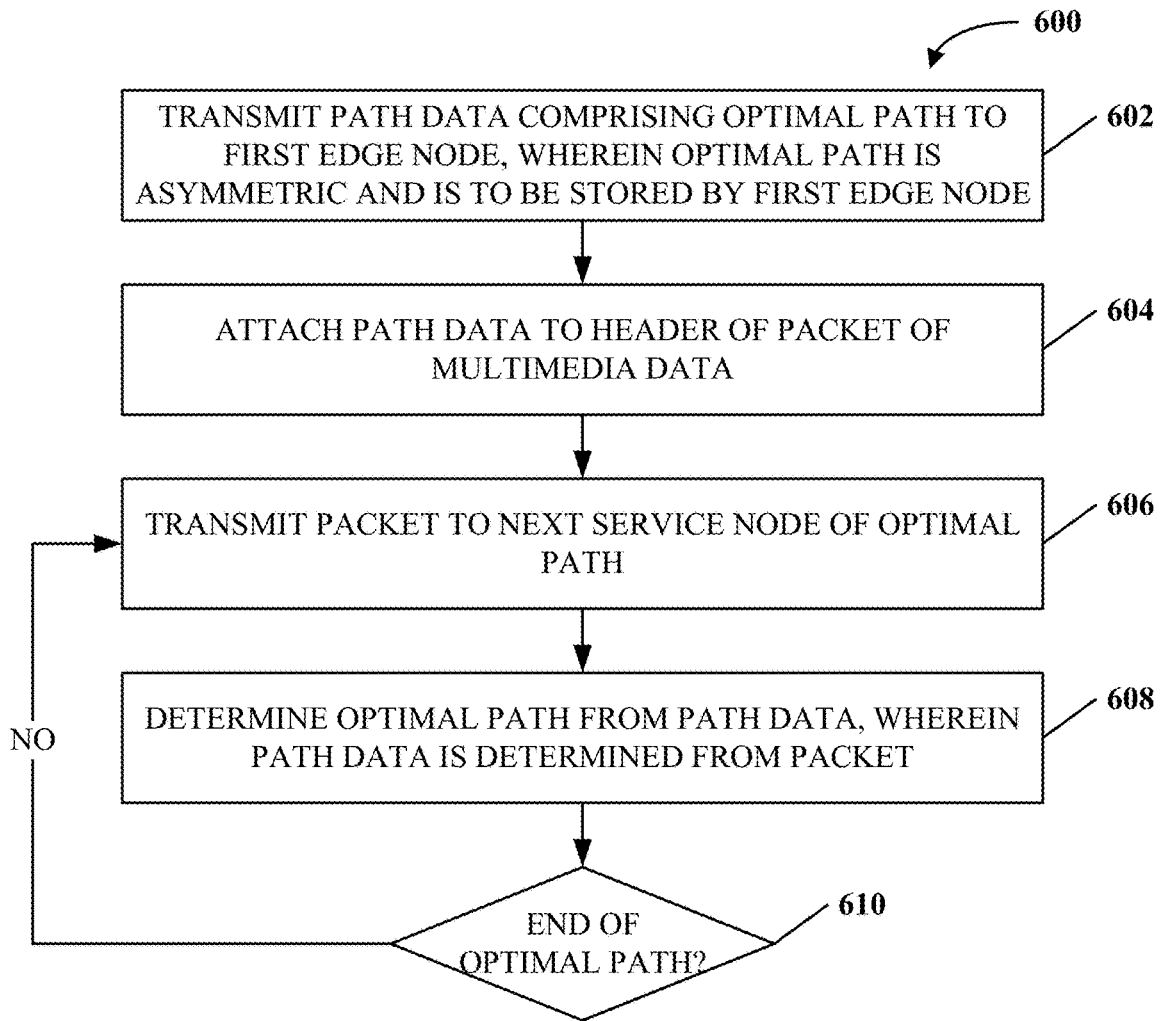 600
TRANSMIT PATH DATA COMPRISING OPTIMAL PATH TO
FIRST EDGE NODE, WHEREIN OPTIMAL PATH IS
ASYMMETRIC AND IS TO BE STORED BY FIRST EDGE NODE
602
ATTACH PATH DATA TO HEADER OF PACKET OF
MULTIMEDIA DATA
604
TRANSMIT PACKET TO NEXT SERVICE NODE OF OPTIMAL
PATH
606
DETERMINE OPTIMAL PATH FROM PATH DATA, WHEREIN
PATH DATA IS DETERMINED FROM PACKET
608
NO
END OF
OPTIMAL PATH?
610